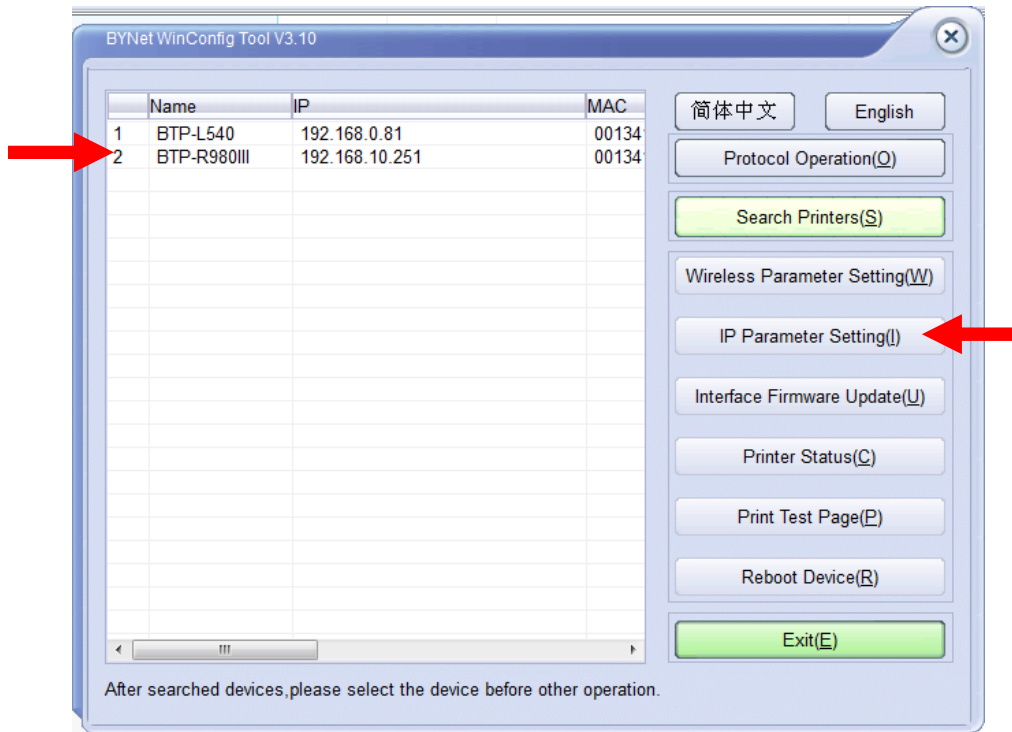 BYNet WinConfig Tool V3.10
Name IP MAC
1 BTP-L540 192.168.0.81 00134
2 BTP-R980III 192.168.10.251 00134
简体中文 English
Protocol Operation(O)
Search Printers(S)
Wireless Parameter Setting(W)
IP Parameter Setting(I)
Interface Firmware Update(U)
Printer Status(C)
Print Test Page(P)
Reboot Device(R)
Exit(E)
After searched devices,please select the device before other operation.